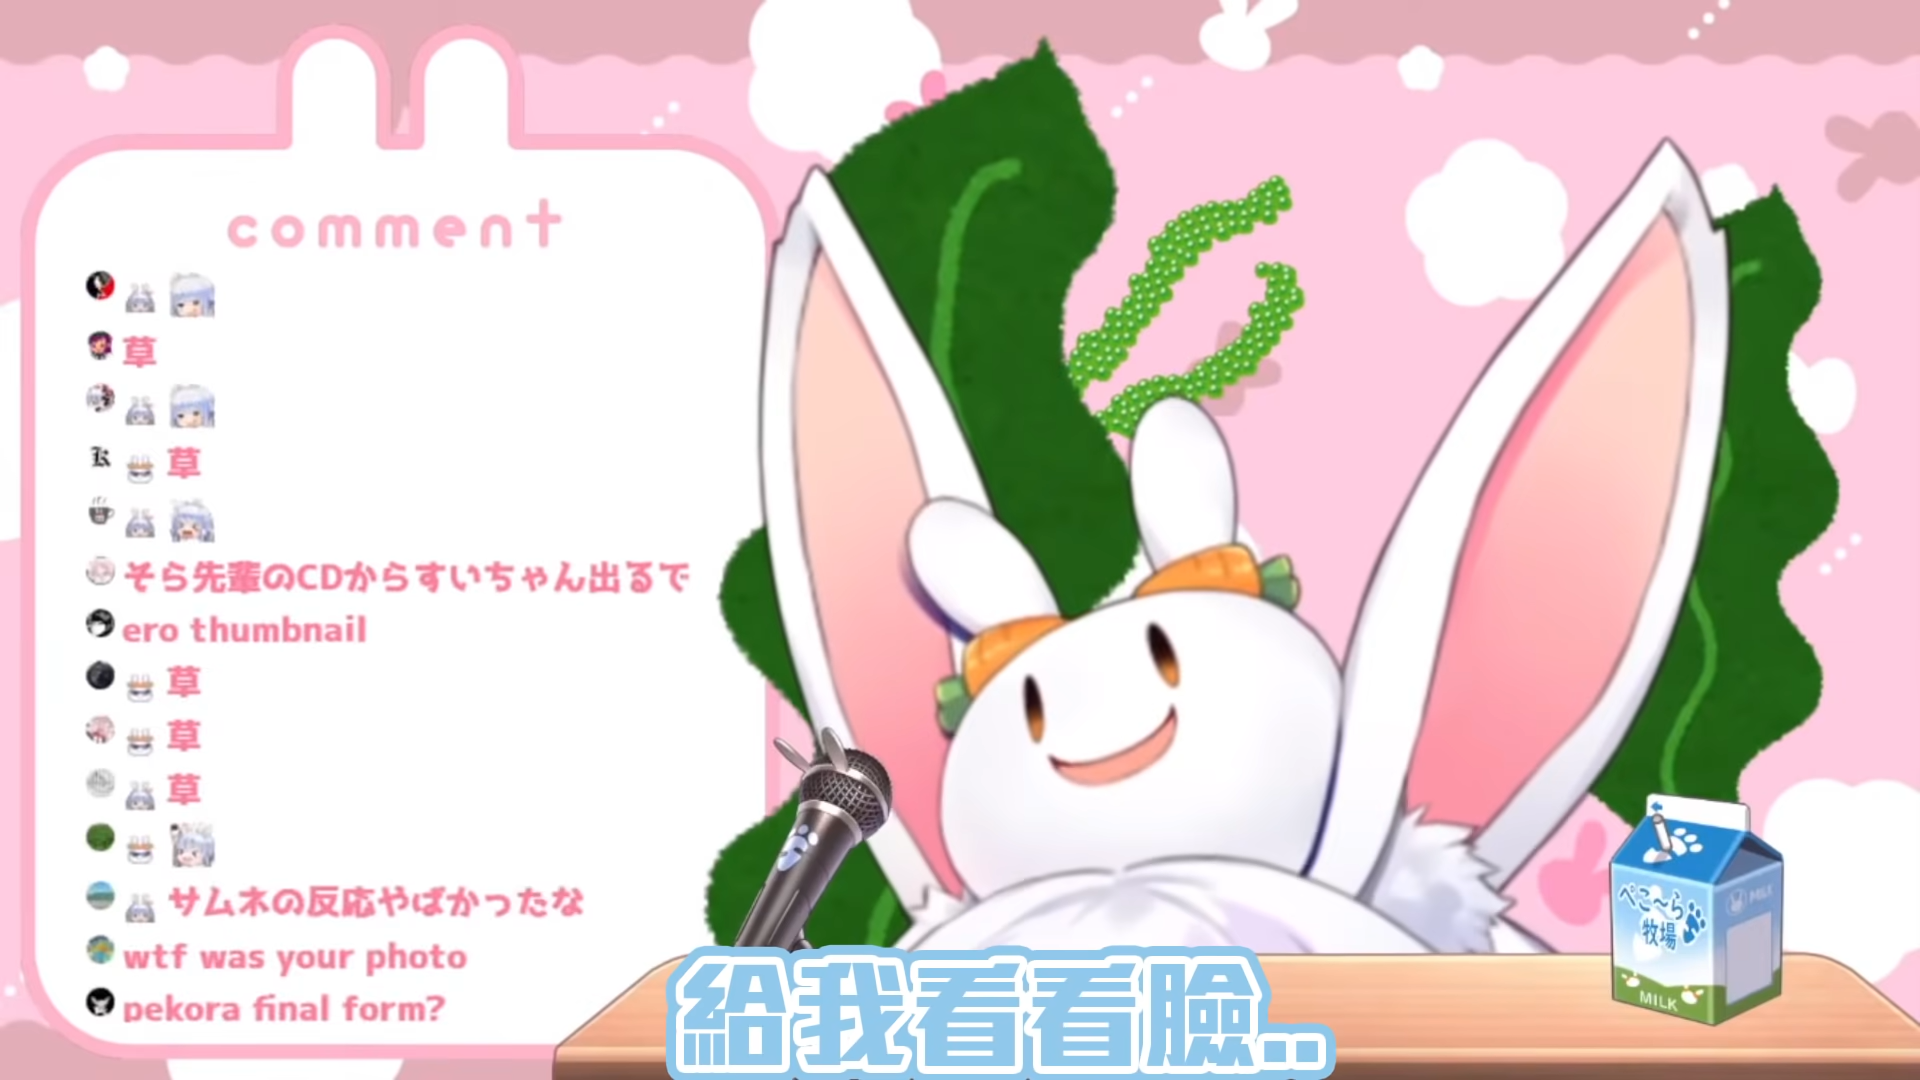 comment
草
草
そら先輩のCDからすいちゃん出るで
ero thumbnail
草
草
草
サムネの反応やばかったな
wtf was your photo
pekora final form?
MILK
ぺこ〜ら
牧場
MILK
給我看看臉..